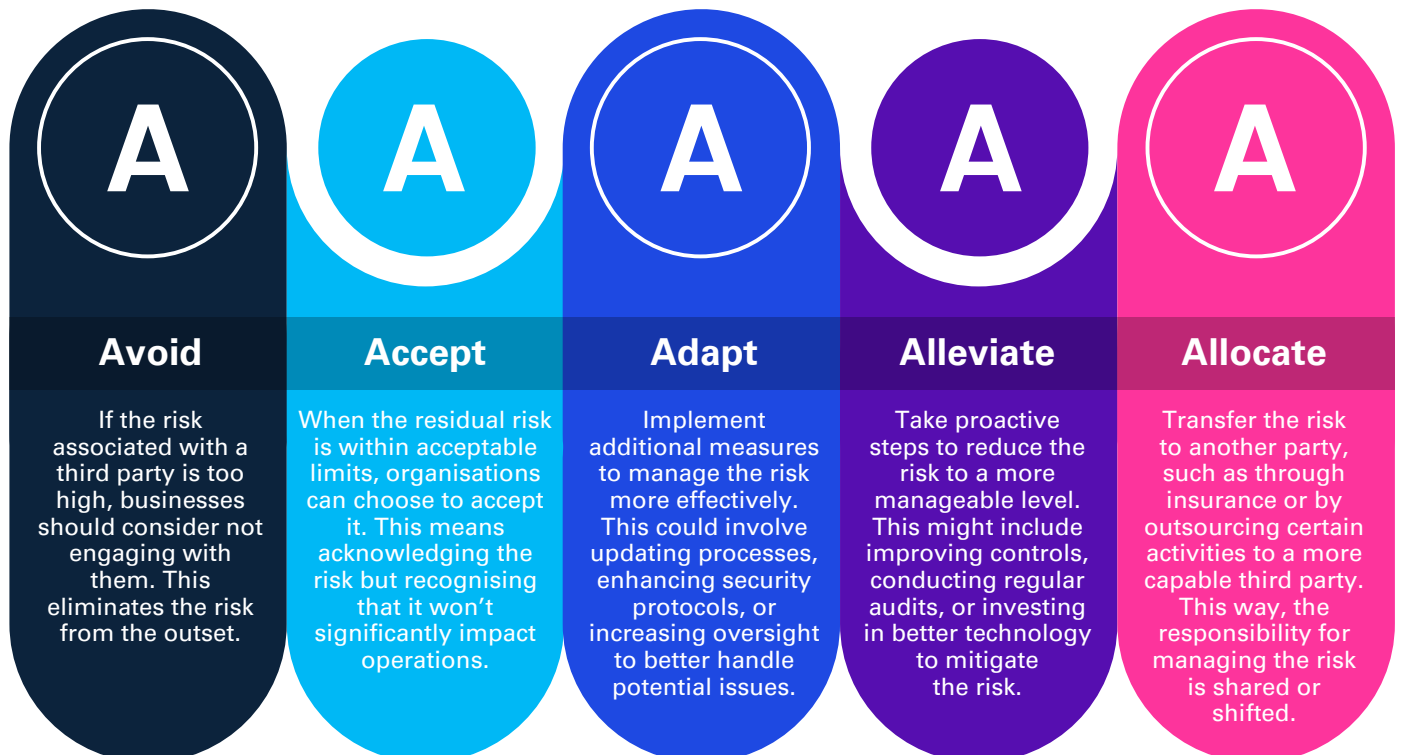 A
A
A
A
A
Avoid
Accept
Adapt
Alleviate
Allocate
If the risk
associated with a
third party is too
high, businesses
should consider not
engaging with
them. This
eliminates the risk
from the outset.
When the residual risk
is within acceptable
limits, organisations
can choose to accept
it. This means
acknowledging the
risk but recognising
that it won’t
significantly impact
operations.
Implement
additional measures
to manage the risk
more effectively.
This could involve
updating processes,
enhancing security
protocols, or
increasing oversight
to better handle
potential issues.
Take proactive
steps to reduce the
risk to a more
manageable level.
This might include
improving controls,
conducting regular
audits, or investing
in better technology
to mitigate
the risk.
Transfer the risk
to another party,
such as through
insurance or by
outsourcing certain
activities to a more
capable third party.
This way, the
responsibility for
managing the risk
is shared or
shifted.